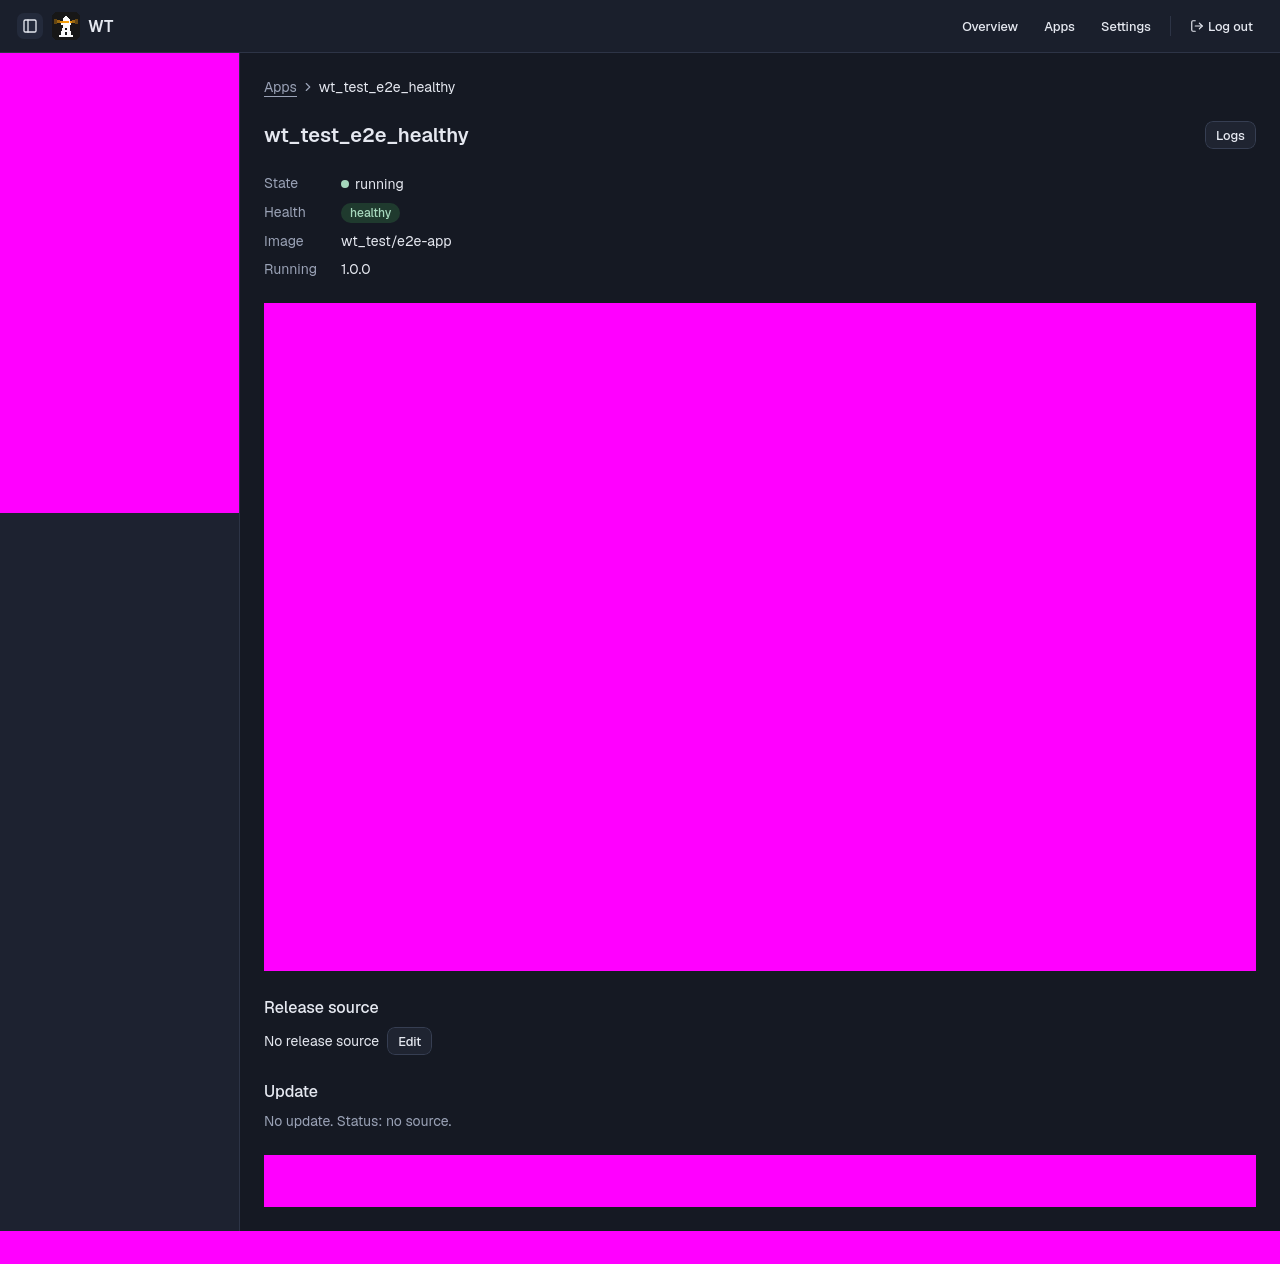 WT
Overview Apps Settings Log out
Apps > wt_test_e2e_healthy
wt_test_e2e_healthy
Logs
State running
Health healthy
Image wt_test/e2e-app
Running 1.0.0
Release source
No release source Edit
Update
No update. Status: no source.